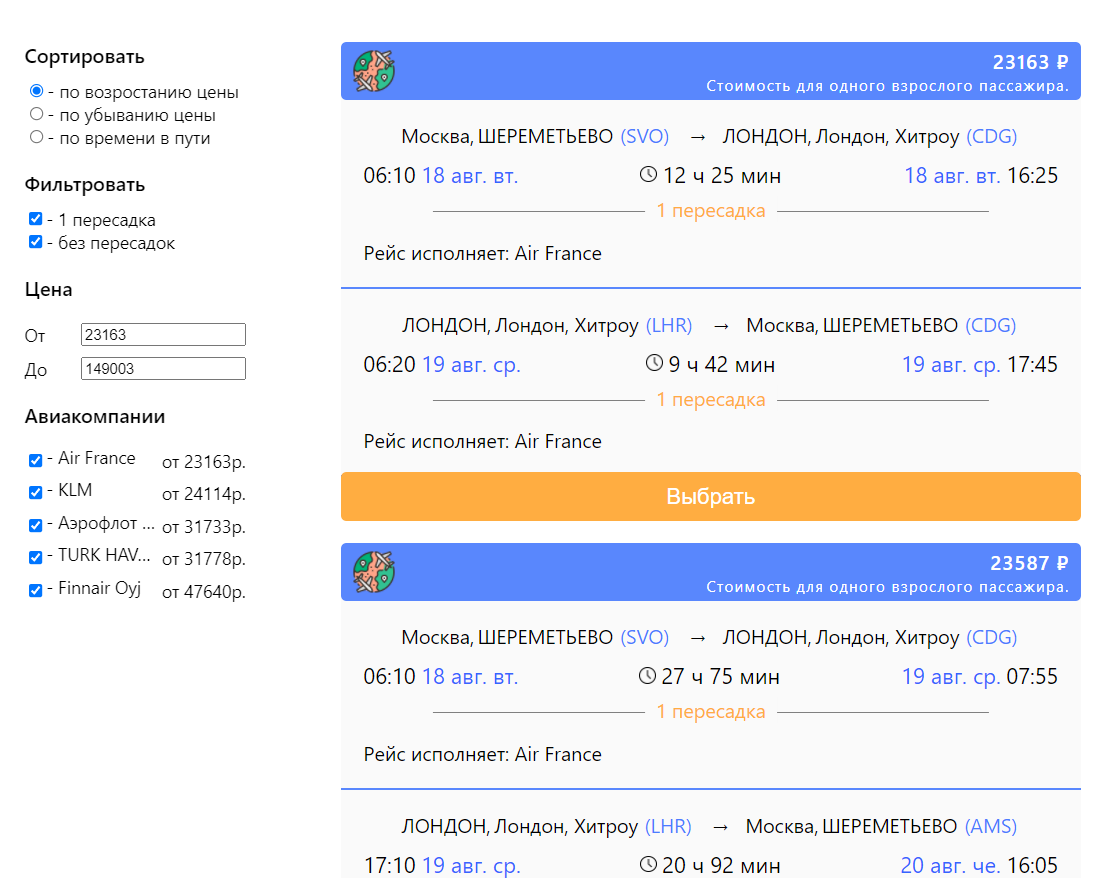 Сортировать
- по возростанию цены
- по убыванию цены
- по времени в пути
Фильтровать
- 1 пересадка
- без пересадок
Цена
От 23163
До 149003
Авиакомпании
- Air France от 23163р.
- KLM от 24114р.
- Аэрофлот ... от 31733р.
- TURK HAV... от 31778р.
- Finnair Oyj от 47640р.
23163 ₽
Стоимость для одного взрослого пассажира.
Москва, ШЕРЕМЕТЬЕВО (SVO) → ЛОНДОН, Лондон, Хитроу (CDG)
06:10 18 авг. вт. 12 ч 25 мин 18 авг. вт. 16:25
1 пересадка
Рейс исполняет: Air France
ЛОНДОН, Лондон, Хитроу (LHR) → Москва, ШЕРЕМЕТЬЕВО (CDG)
06:20 19 авг. ср. 9 ч 42 мин 19 авг. ср. 17:45
1 пересадка
Рейс исполняет: Air France
Выбрать
23587 ₽
Стоимость для одного взрослого пассажира.
Москва, ШЕРЕМЕТЬЕВО (SVO) → ЛОНДОН, Лондон, Хитроу (CDG)
06:10 18 авг. вт. 27 ч 75 мин 19 авг. ср. 07:55
1 пересадка
Рейс исполняет: Air France
ЛОНДОН, Лондон, Хитроу (LHR) → Москва, ШЕРЕМЕТЬЕВО (AMS)
17:10 19 авг. ср. 20 ч 92 мин 20 авг. че. 16:05